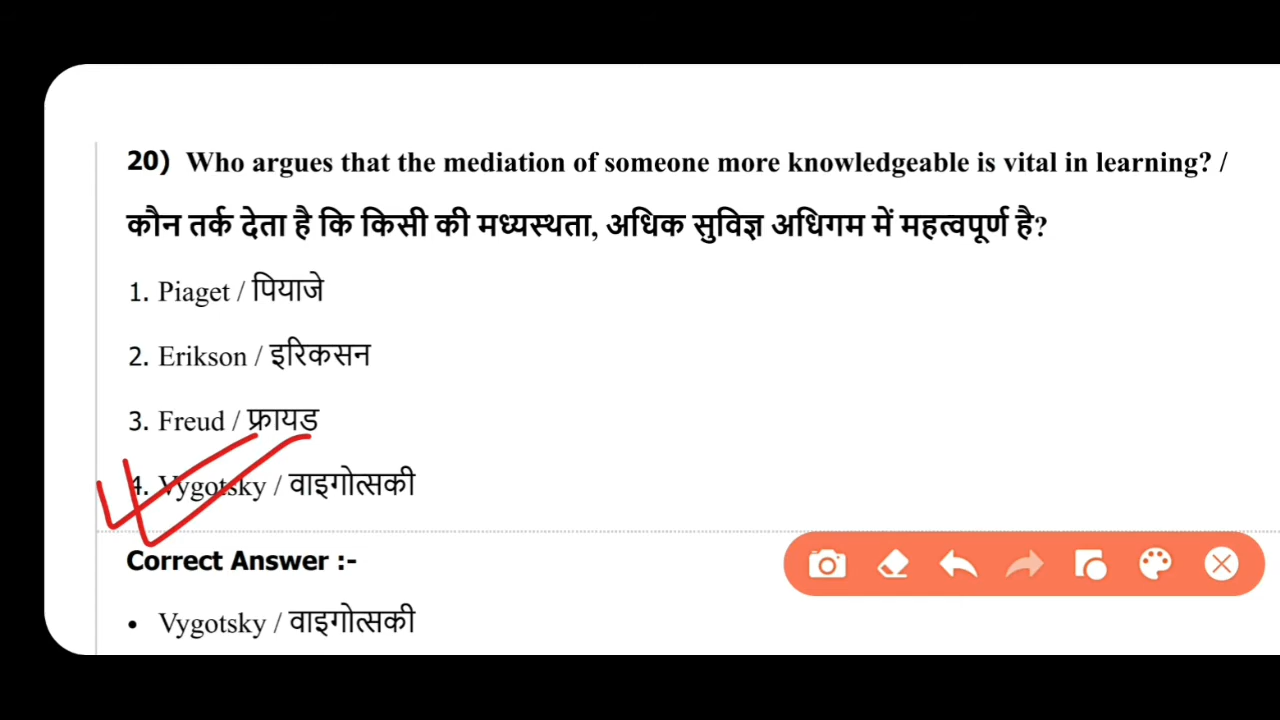 20) Who argues that the mediation of someone more knowledgeable is vital in learning? /
कौन तर्क देता है कि किसी की मध्यस्थता, अधिक सुविज्ञ अधिगम में महत्वपूर्ण है?
1. Piaget / पियाजे
2. Erikson / इरिकसन
3. Freud / फ्रायड
4. Vygotsky / वाइगोत्सकी
Correct Answer :-
• Vygotsky / वाइगोत्सकी